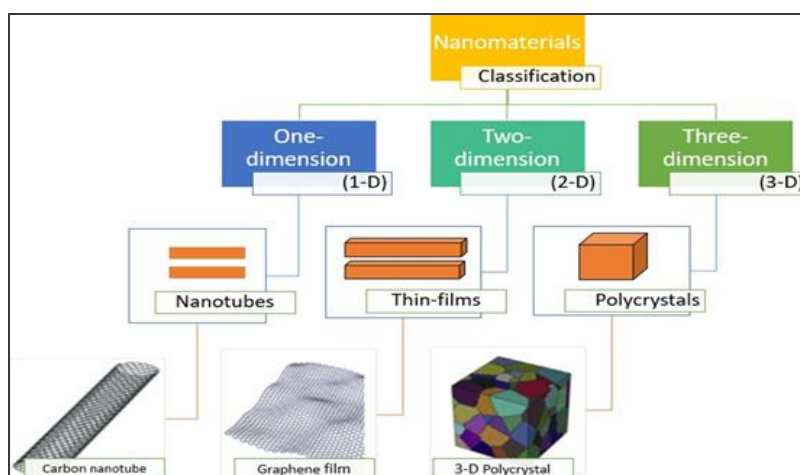 Nanomaterials
Classification
One-
dimension
(1-D)
Two-
dimension
(2-D)
Three-
dimension
(3-D)
Nanotubes
Thin-films
Polycrystals
Carbon nanotube
Graphene film
3-D Polycrystal